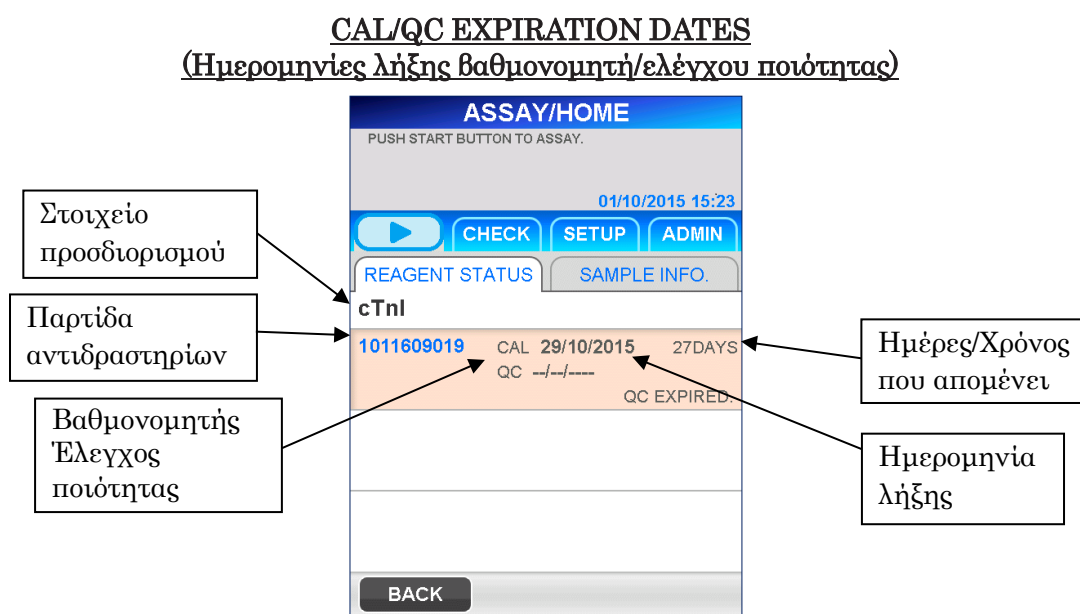 CAL/QC EXPIRATION DATES
(Ημερομηνίες λήξης βαθμονομητή/ελέγχου ποιότητας)
ASSAY/HOME
PUSH START BUTTON TO ASSAY.
01/10/2015 15:23
CHECK SETUP ADMIN
REAGENT STATUS SAMPLE INFO.
cTnI
1011609019 CAL 29/10/2015 27DAYS
QC --/--/----
QC EXPIRED.
BACK
Στοιχείο
προσδιορισμού
Παρτίδα
αντιδραστηρίων
Βαθμονομητής
Έλεγχος
ποιότητας
Ημέρες/Χρόνος
που απομένει
Ημερομηνία
λήξης